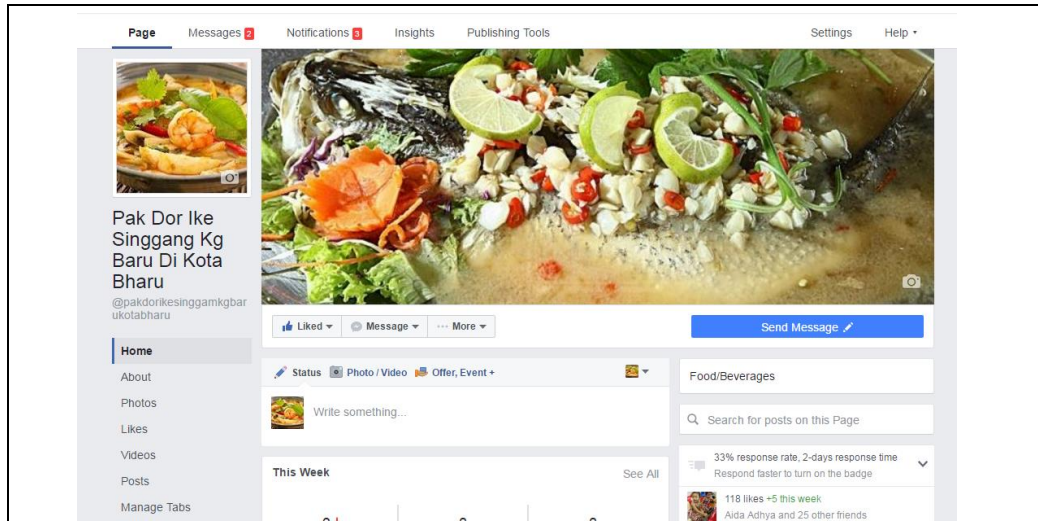 Page Messages 2 Notifications 3 Insights Publishing Tools Settings Help
Pak Dor Ike
Singgang Kg
Baru Di Kota
Bharu
@pakdorikesinggamkgbar
ukotabharu
Home
About
Photos
Likes
Videos
Posts
Manage Tabs
Liked Message ··· More Send Message
Status Photo / Video Offer, Event +
Write something...
This Week See All
Food/Beverages
Search for posts on this Page
33% response rate, 2-days response time
Respond faster to turn on the badge
118 likes +5 this week
Aida Adhya and 25 other friends